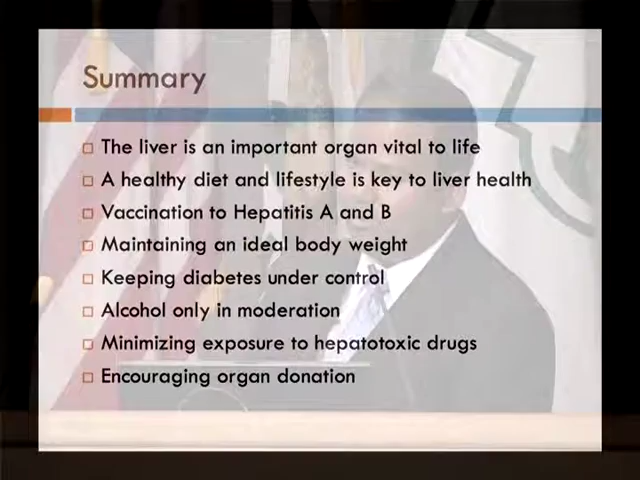 Summary
The liver is an important organ vital to life
A healthy diet and lifestyle is key to liver health
Vaccination to Hepatitis A and B
Maintaining an ideal body weight
Keeping diabetes under control
Alcohol only in moderation
Minimizing exposure to hepatotoxic drugs
Encouraging organ donation